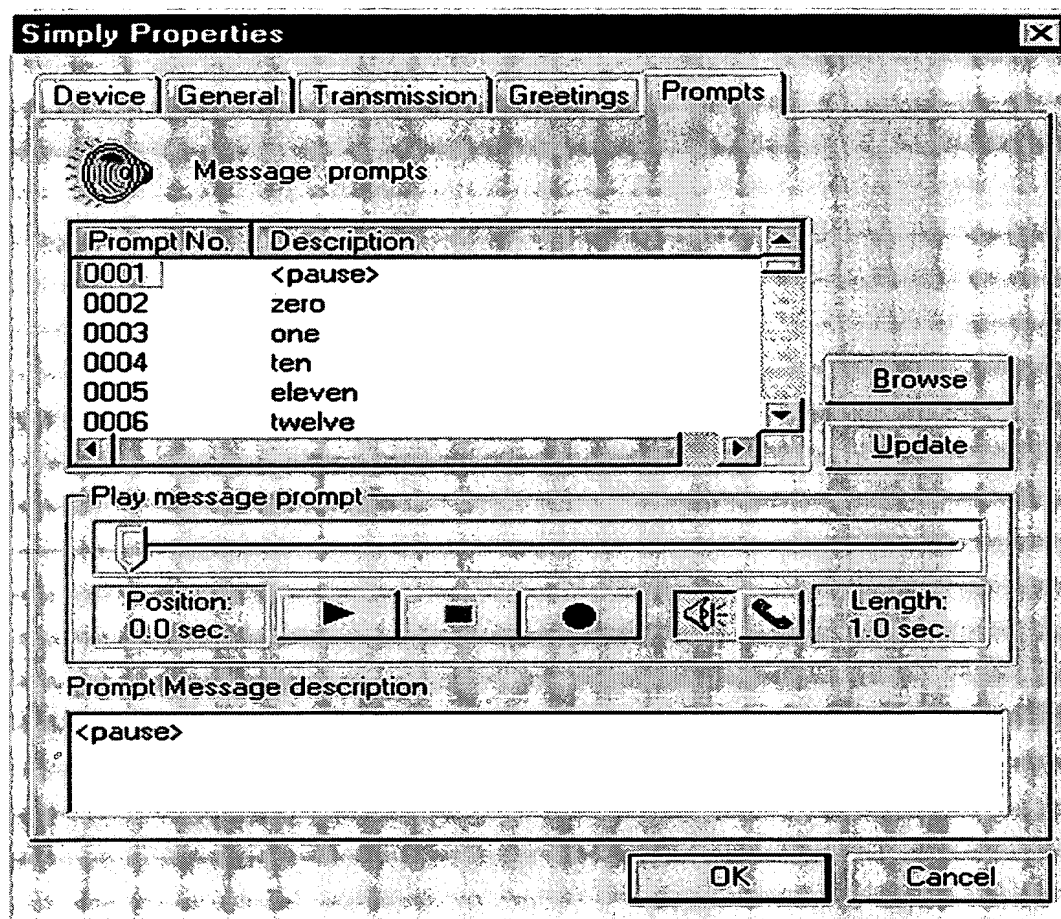 Simply Properties
Device General Transmission Greetings Prompts
Message prompts
Prompt No. Description
0001 <pause>
0002 zero
0003 one
0004 ten
0005 eleven
0006 twelve
Browse
Update
Play message prompt
Position:
0.0 sec.
Length:
1.0 sec.
Prompt Message description
<pause>
OK Cancel